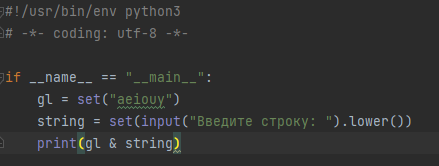 #!/usr/bin/env python3
# -*- coding: utf-8 -*-
if __name__ == "__main__":
gl = set("aeiouy")
string = set(input("Введите строку: ").lower())
print(gl & string)